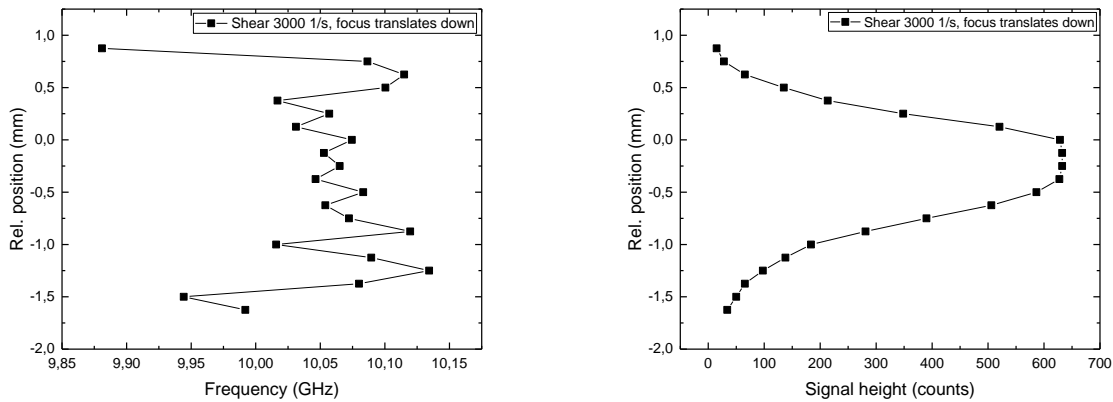 Shear 3000 1/s, focus translates down
1,0
0,5
0,0
-0,5
-1,0
-1,5
-2,0
Rel. position (mm)
9,85 9,90 9,95 10,00 10,05 10,10 10,15
Frequency (GHz)
Shear 3000 1/s, focus translates down
1,0
0,5
0,0
-0,5
-1,0
-1,5
-2,0
Rel. position (mm)
0 100 200 300 400 500 600 700
Signal height (counts)